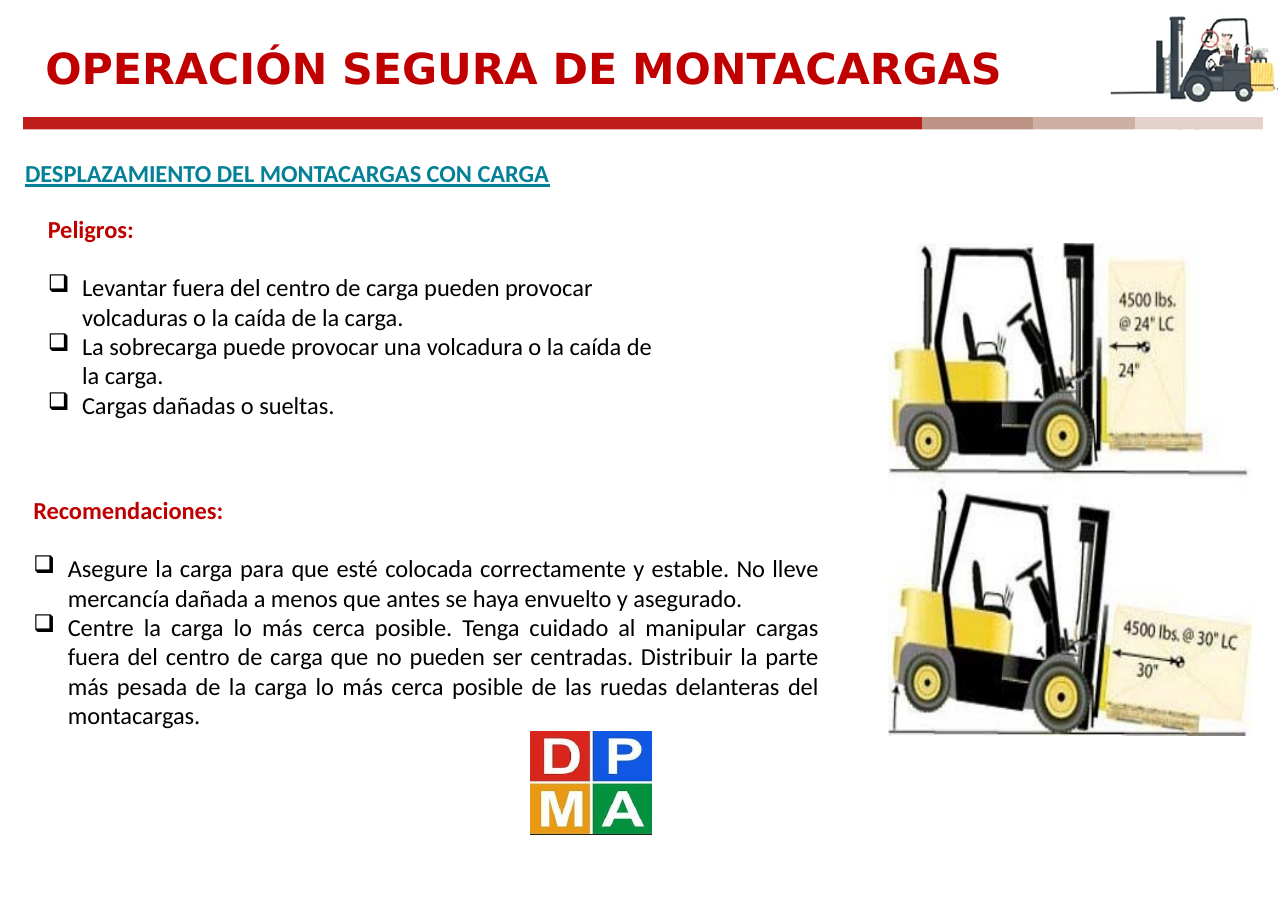 OPERACIÓN SEGURA DE MONTACARGAS
DESPLAZAMIENTO DEL MONTACARGAS CON CARGA
Peligros:
Levantar fuera del centro de carga pueden provocar
volcaduras o la caída de la carga.
La sobrecarga puede provocar una volcadura o la caída de
la carga.
Cargas dañadas o sueltas.
4500 lbs.
@ 24" LC
24"
Recomendaciones:
Asegure la carga para que esté colocada correctamente y estable. No lleve
mercancía dañada a menos que antes se haya envuelto y asegurado.
Centre la carga lo más cerca posible. Tenga cuidado al manipular cargas
fuera del centro de carga que no pueden ser centradas. Distribuir la parte
más pesada de la carga lo más cerca posible de las ruedas delanteras del
montacargas.
4500 lbs. @ 30" LC
30"
D P
M A